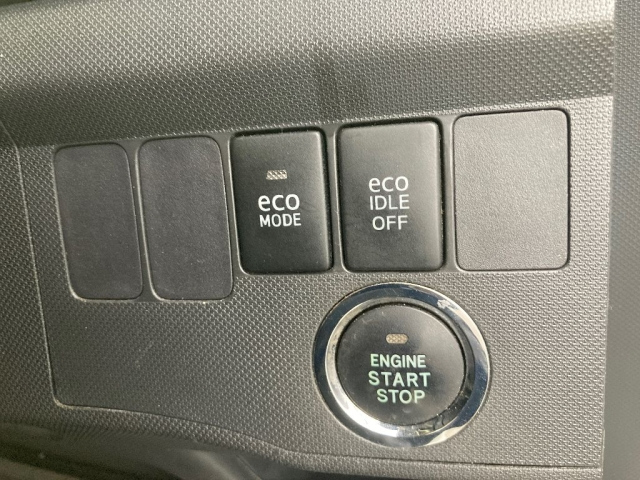 eco
MODE
eco
IDLE
OFF
ENGINE
START
STOP